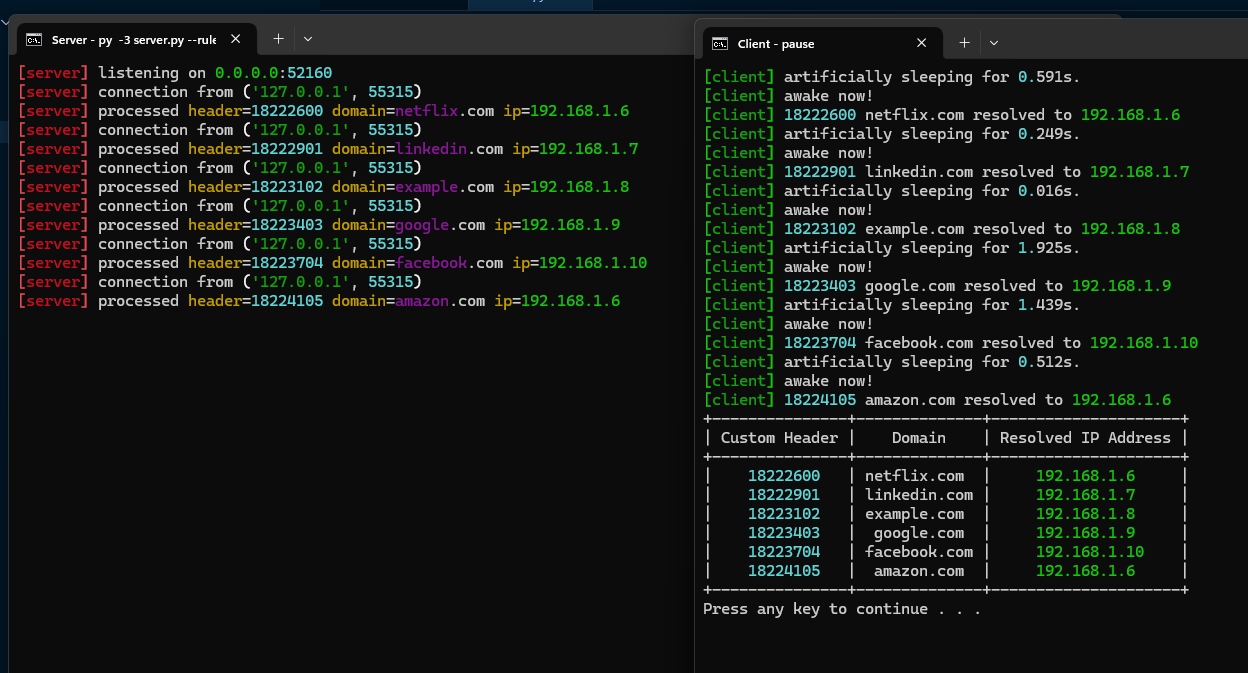 Server - py -3 server.py --rule
[server] listening on 0.0.0.0:52160
[server] connection from ('127.0.0.1', 55315)
[server] processed header=18222600 domain=netflix.com ip=192.168.1.6
[server] connection from ('127.0.0.1', 55315)
[server] processed header=18222901 domain=linkedin.com ip=192.168.1.7
[server] connection from ('127.0.0.1', 55315)
[server] processed header=18223102 domain=example.com ip=192.168.1.8
[server] connection from ('127.0.0.1', 55315)
[server] processed header=18223403 domain=google.com ip=192.168.1.9
[server] connection from ('127.0.0.1', 55315)
[server] processed header=18223704 domain=facebook.com ip=192.168.1.10
[server] connection from ('127.0.0.1', 55315)
[server] processed header=18224105 domain=amazon.com ip=192.168.1.6
Client - pause
[client] artificially sleeping for 0.591s.
[client] awake now!
[client] 18222600 netflix.com resolved to 192.168.1.6
[client] artificially sleeping for 0.249s.
[client] awake now!
[client] 18222901 linkedin.com resolved to 192.168.1.7
[client] artificially sleeping for 0.016s.
[client] awake now!
[client] 18223102 example.com resolved to 192.168.1.8
[client] artificially sleeping for 1.925s.
[client] awake now!
[client] 18223403 google.com resolved to 192.168.1.9
[client] artificially sleeping for 1.439s.
[client] awake now!
[client] 18223704 facebook.com resolved to 192.168.1.10
[client] artificially sleeping for 0.512s.
[client] awake now!
[client] 18224105 amazon.com resolved to 192.168.1.6
+---------------+--------------+---------------------+
| Custom Header |    Domain    | Resolved IP Address |
+---------------+--------------+---------------------+
|    18222600   | netflix.com  |     192.168.1.6     |
|    18222901   | linkedin.com |     192.168.1.7     |
|    18223102   | example.com  |     192.168.1.8     |
|    18223403   |  google.com  |     192.168.1.9     |
|    18223704   | facebook.com |     192.168.1.10    |
|    18224105   |  amazon.com  |     192.168.1.6     |
+---------------+--------------+---------------------+
Press any key to continue . . .